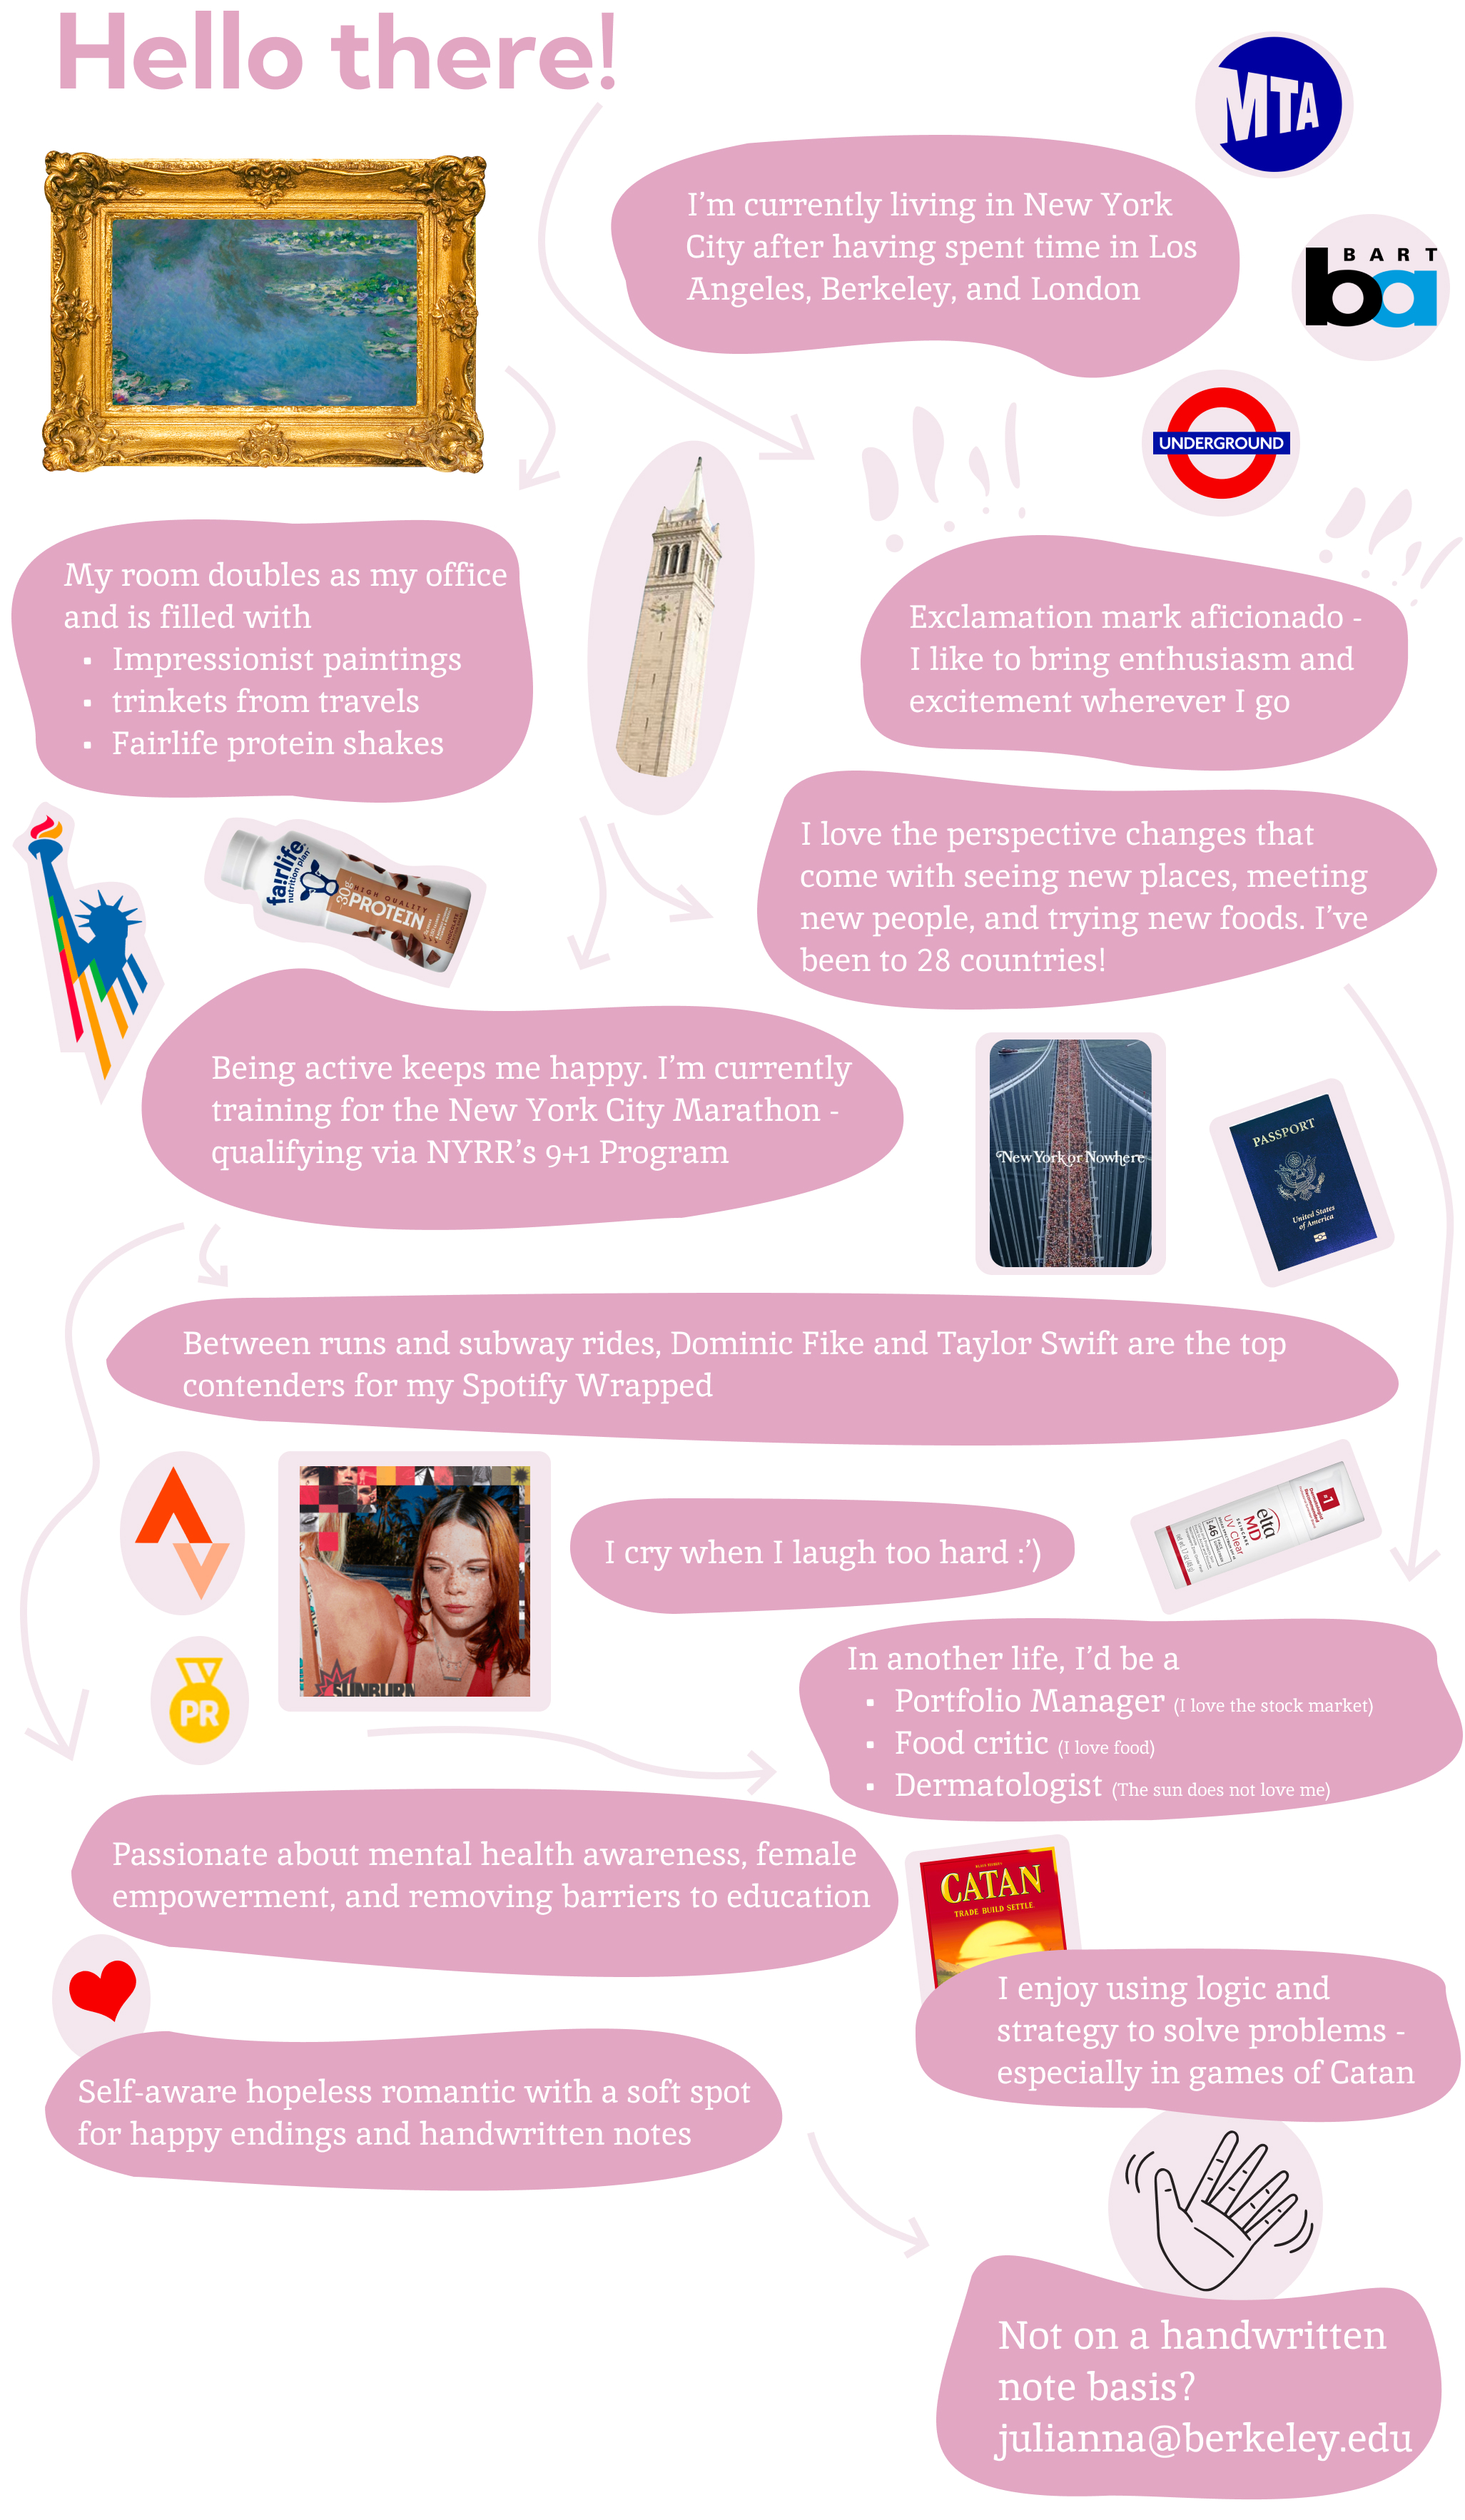 Hello there!
MTA
I'm currently living in New York
City after having spent time in Los
Angeles, Berkeley, and London
BART
ba
UNDERGROUND
My room doubles as my office
and is filled with
▪ Impressionist paintings
▪ trinkets from travels
▪ Fairlife protein shakes
Exclamation mark aficionado -
I like to bring enthusiasm and
excitement wherever I go
fairlife
nutrition plan
30g HIGH QUALITY
PROTEIN
CHOCOLATE
I love the perspective changes that
come with seeing new places, meeting
new people, and trying new foods. I've
been to 28 countries!
Being active keeps me happy. I'm currently
training for the New York City Marathon -
qualifying via NYRR's 9+1 Program
New York or Nowhere
PASSPORT
United States
of America
Between runs and subway rides, Dominic Fike and Taylor Swift are the top
contenders for my Spotify Wrapped
SUNBURN
PR
I cry when I laugh too hard :')
elta
MD
SKINCARE
UV Clear
46
#1
In another life, I'd be a
▪ Portfolio Manager (I love the stock market)
▪ Food critic (I love food)
▪ Dermatologist (The sun does not love me)
Passionate about mental health awareness, female
empowerment, and removing barriers to education
CATAN
TRADE BUILD SETTLE
I enjoy using logic and
strategy to solve problems -
especially in games of Catan
Self-aware hopeless romantic with a soft spot
for happy endings and handwritten notes
Not on a handwritten
note basis?
julianna@berkeley.edu